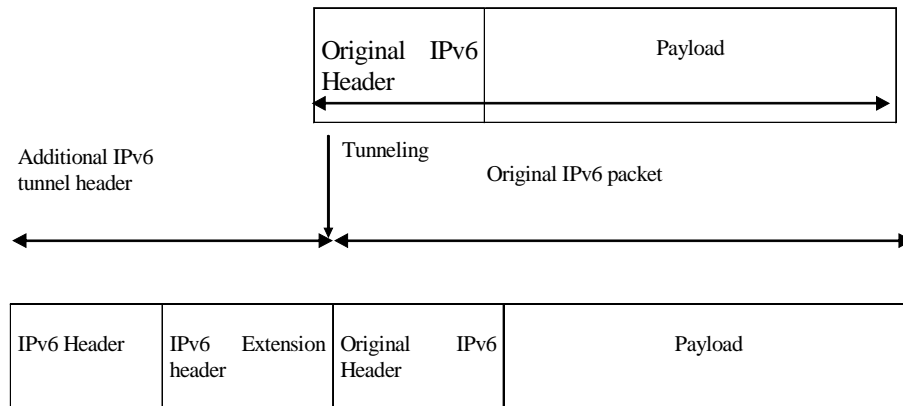 Original IPv6
Header
Payload
Additional IPv6
tunnel header
Tunneling
Original IPv6 packet
IPv6 Header
IPv6 Extension
header
Original IPv6
Header
Payload